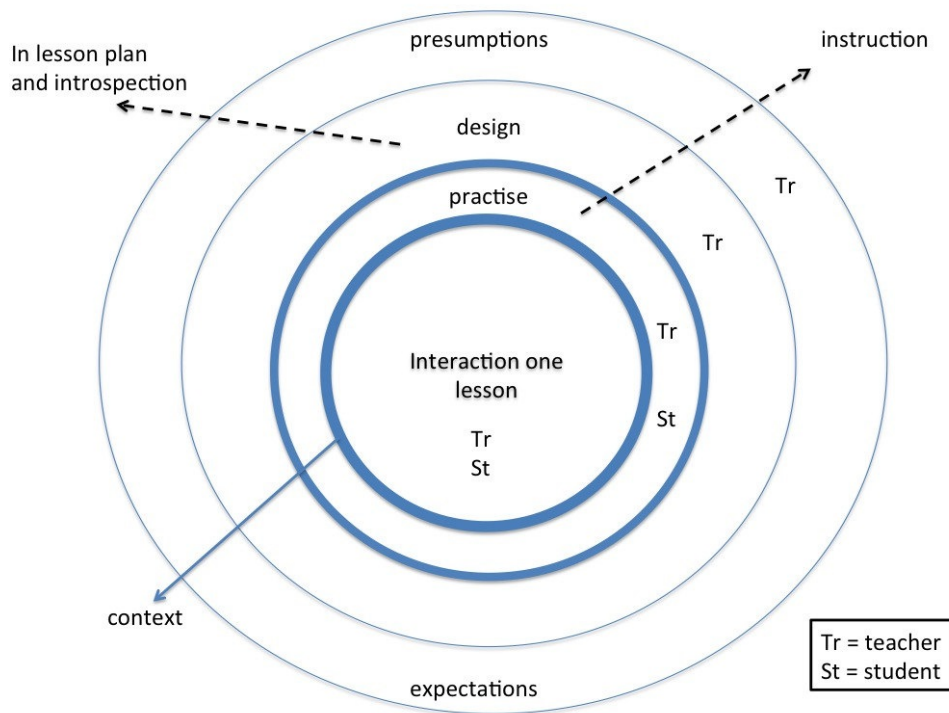 presumptions
instruction
In lesson plan
and introspection
design
Tr
practise
Tr
Tr
Interaction one
lesson
St
Tr
St
context
Tr = teacher
St = student
expectations